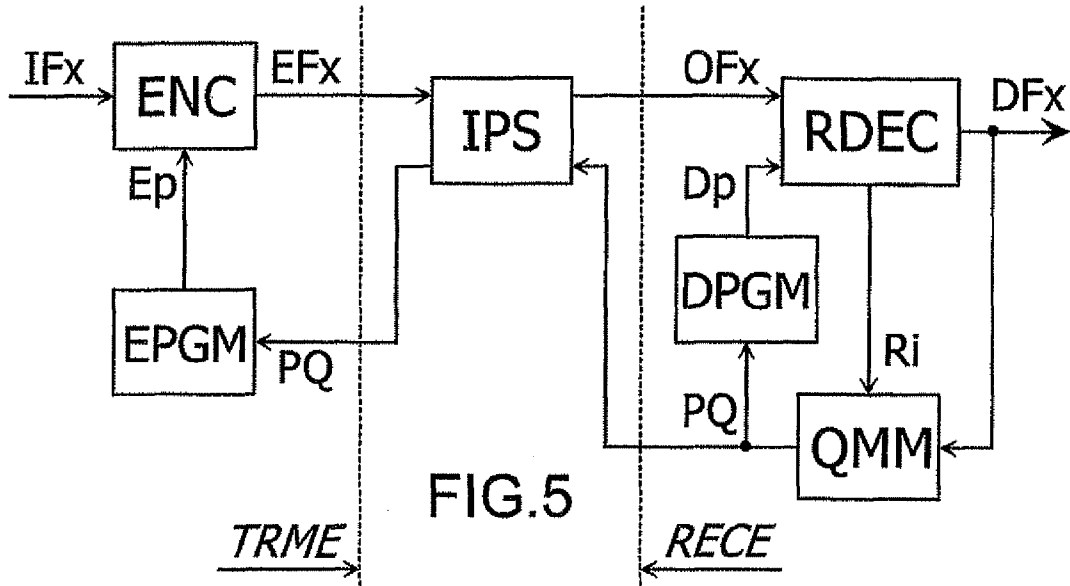 IFx
ENC
EFx
IPS
OFx
RDEC
DFx
Ep
Dp
EPGM
PQ
DPGM
Ri
PQ
QMM
FIG.5
TRME
RECE